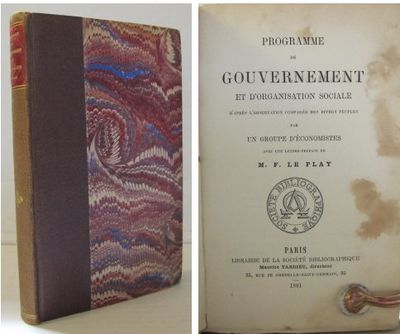 PROGRAMME
DE
GOUVERNEMENT
ET D'ORGANISATION SOCIALE
D'APRÈS L'OBSERVATION COMPARÉE DES DIVERS PEUPLES
PAR
UN GROUPE D'ÉCONOMISTES
AVEC UNE LETTRE-PRÉFACE DE
M. F. LE PLAY
SOCIÉTÉ BIBLIOGRAPHIQUE
PARIS
LIBRAIRIE DE LA SOCIÉTÉ BIBLIOGRAPHIQUE
Maurice TARDIEU, directeur
35, RUE DE GRENELLE-SAINT-GERMAIN, 35
1881